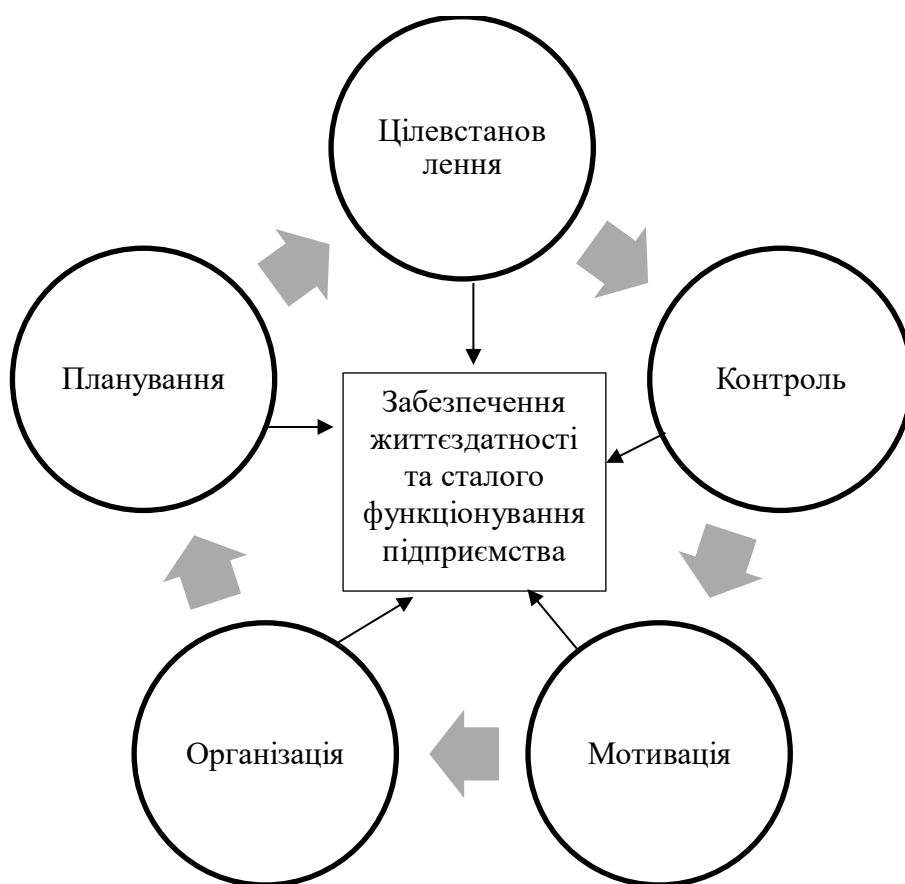 Цілевстанов
лення
Планування
Контроль
Забезпечення
життєздатності
та сталого
функціонування
підприємства
Організація
Мотивація